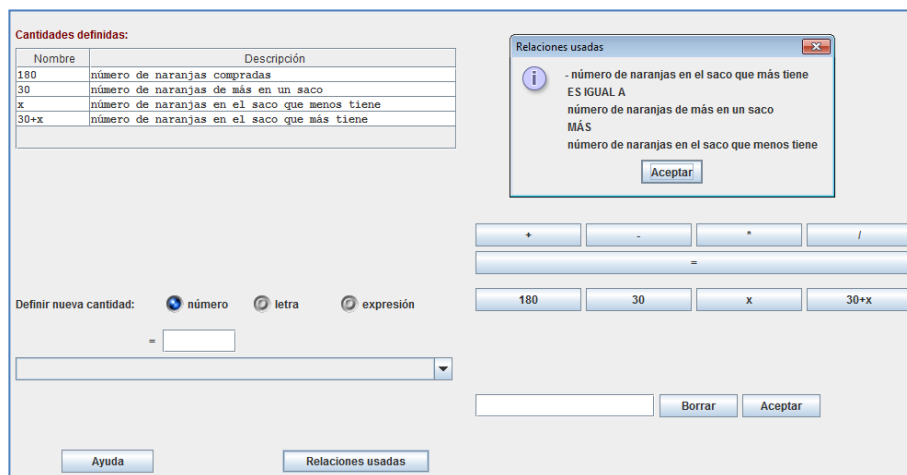 Cantidades definidas:
Nombre Descripción
180 número de naranjas compradas
30 número de naranjas de más en un saco
x número de naranjas en el saco que menos tiene
30+x número de naranjas en el saco que más tiene
Relaciones usadas
- número de naranjas en el saco que más tiene
ES IGUAL A
número de naranjas de más en un saco
MÁS
número de naranjas en el saco que menos tiene
Aceptar
+ - * /
=
180 30 x 30+x
Definir nueva cantidad: número letra expresión
=
Borrar Aceptar
Ayuda Relaciones usadas